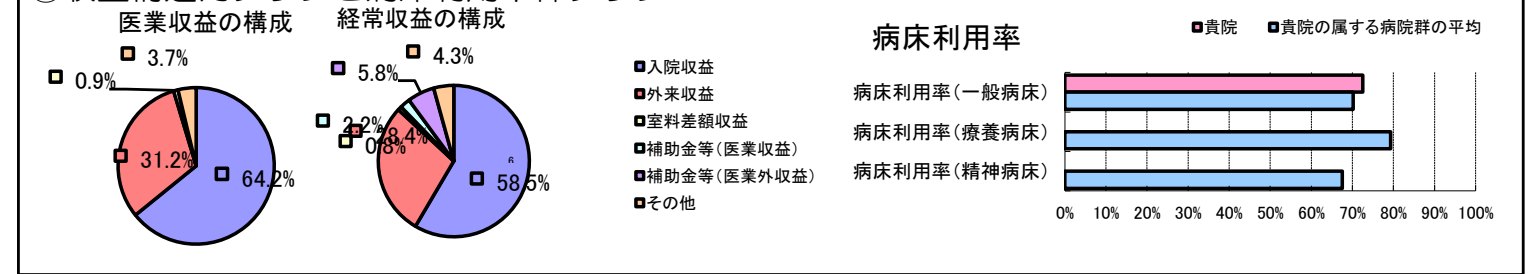 医業収益の構成
3.7%
0.9%
31.2%
64.2%
経常収益の構成
4.3%
5.8%
2.2%
28.4%
0.8%
58.5%
入院収益
外来収益
室料差額収益
補助金等(医業収益)
補助金等(医業外収益)
その他
病床利用率
貴院
貴院の属する病院群の平均
病床利用率(一般病床)
病床利用率(療養病床)
病床利用率(精神病床)
0% 10% 20% 30% 40% 50% 60% 70% 80% 90% 100%